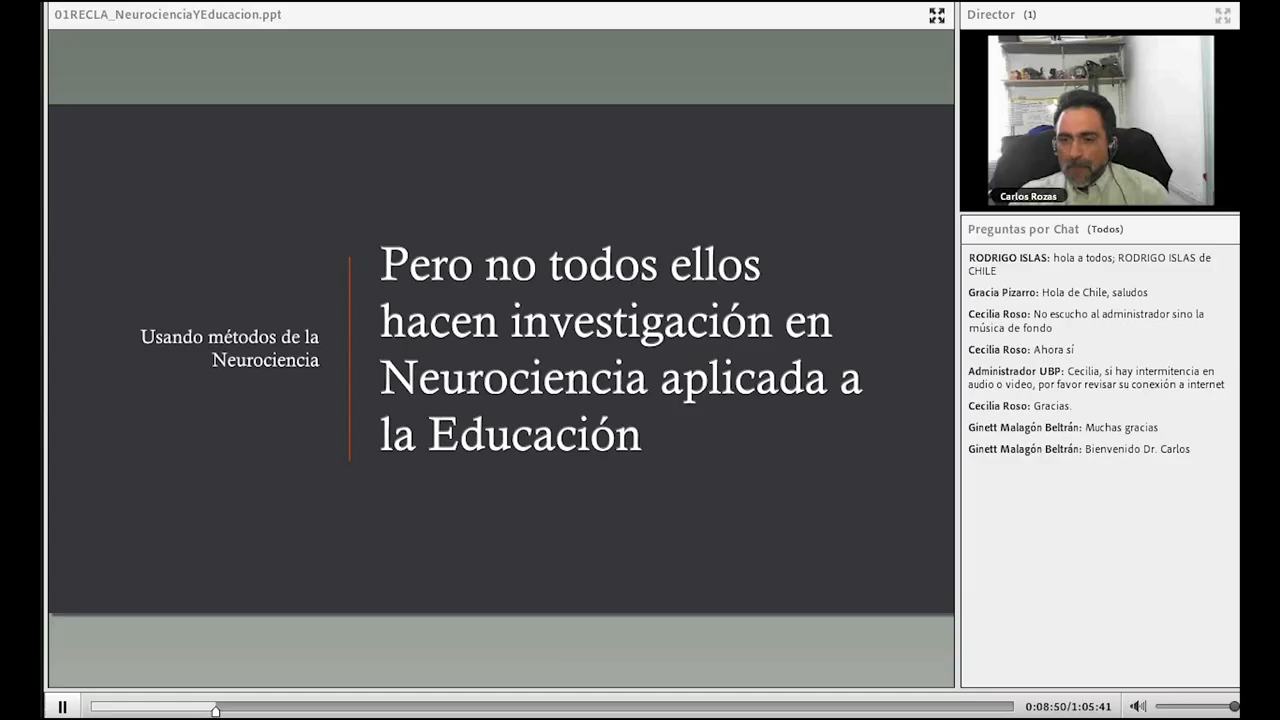 01RECLA_NeurocienciaYEducacion.ppt
Usando métodos de la
Neurociencia
Pero no todos ellos
hacen investigación en
Neurociencia aplicada a
la Educación
Director (1)
Carlos Rozas
Preguntas por Chat (Todos)
RODRIGO ISLAS: hola a todos; RODRIGO ISLAS de
CHILE
Gracia Pizarro: Hola de Chile, saludos
Cecilia Roso: No escucho al administrador sino la
música de fondo
Cecilia Roso: Ahora sí
Administrador UBP: Cecilia, si hay intermitencia en
audio o video, por favor revisar su conexión a internet
Cecilia Roso: Gracias.
Ginett Malagón Beltrán: Muchas gracias
Ginett Malagón Beltrán: Bienvenido Dr. Carlos
0:08:50/1:05:41